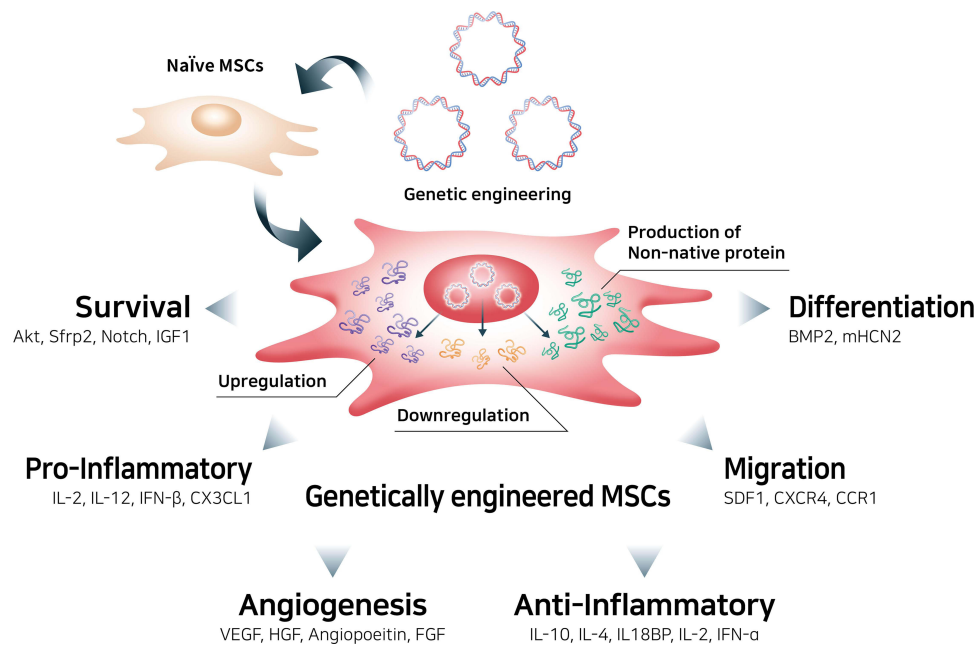 NaÏve MSCs
Genetic engineering
Production of
Non-native protein
Survival
Akt, Sfrp2, Notch, IGF1
Differentiation
BMP2, mHCN2
Upregulation
Downregulation
Pro-Inflammatory
IL-2, IL-12, IFN-β, CX3CL1
Genetically engineered MSCs
Migration
SDF1, CXCR4, CCR1
Angiogenesis
VEGF, HGF, Angiopoeitin, FGF
Anti-Inflammatory
IL-10, IL-4, IL18BP, IL-2, IFN-α